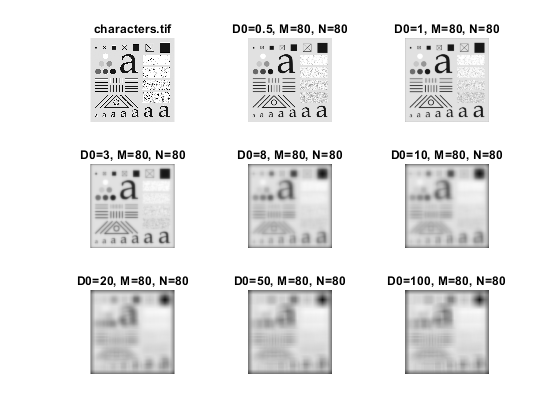 characters.tif
D0=0.5, M=80, N=80
D0=1, M=80, N=80
a
a a a a a a a
a
a
D0=3, M=80, N=80
D0=8, M=80, N=80
D0=10, M=80, N=80
a
a
a
D0=20, M=80, N=80
D0=50, M=80, N=80
D0=100, M=80, N=80